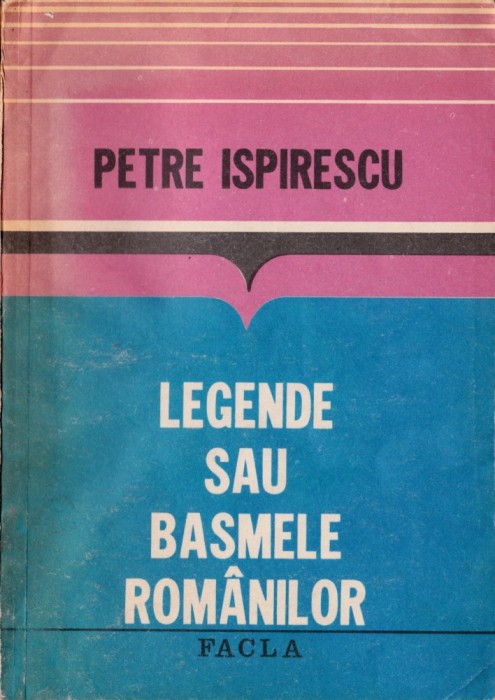 PETRE ISPIRESCU
LEGENDE
SAU
BASMELE
ROMÂNILOR
FACLA